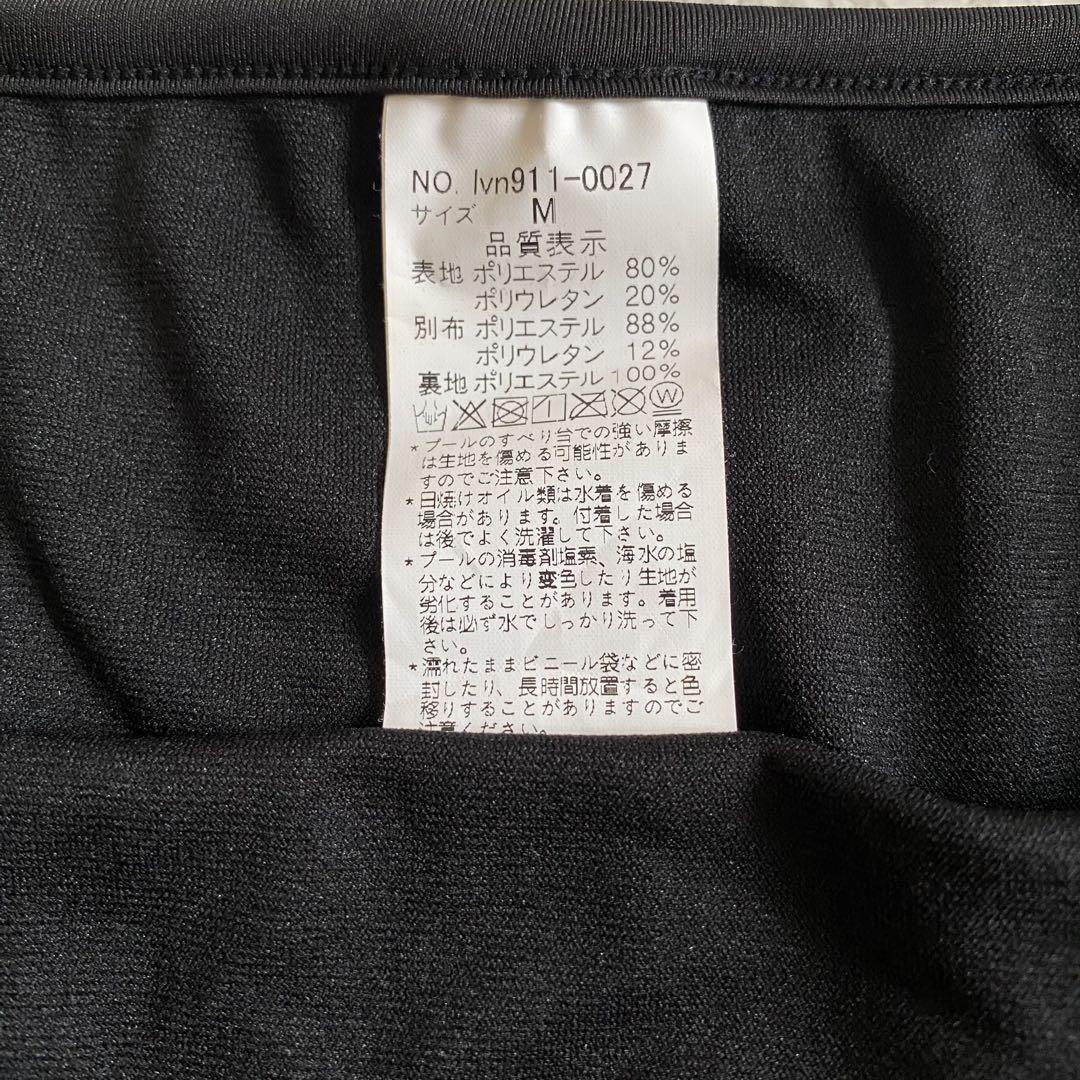 NO. lvn911-0027
サイズ M
品質表示
表地 ポリエステル 80%
ポリウレタン 20%
別布 ポリエステル 88%
ポリウレタン 12%
裏地 ポリエステル 100%
W
*プールのすべり台での強い摩擦
は生地を傷める可能性がありま
すのでご注意下さい。
*日焼けオイル類は水着を傷める
場合があります。付着した場合
は後でよく洗濯して下さい。
*プールの消毒剤塩素、海水の塩
分などにより変色したり生地が
劣化することがあります。着用
後は必ず水でしっかり洗って下
さい。
*濡れたままビニール袋などに密
封したり、長時間放置すると色
移りすることがありますのでご
注意ください。